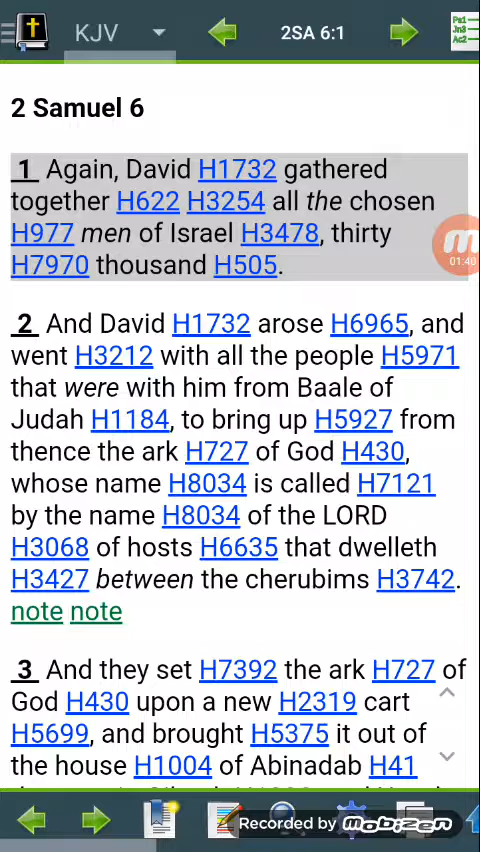 KJV
2SA 6:1
Ps1
Jn3
Ac2
2 Samuel 6
1 Again, David H1732 gathered
together H622 H3254 all the chosen
H977 men of Israel H3478, thirty
H7970 thousand H505.
01:40
2 And David H1732 arose H6965, and
went H3212 with all the people H5971
that were with him from Baale of
Judah H1184, to bring up H5927 from
thence the ark H727 of God H430,
whose name H8034 is called H7121
by the name H8034 of the LORD
H3068 of hosts H6635 that dwelleth
H3427 between the cherubims H3742.
note note
3 And they set H7392 the ark H727 of
God H430 upon a new H2319 cart
H5699, and brought H5375 it out of
the house H1004 of Abinadab H41
Recorded by mobizen